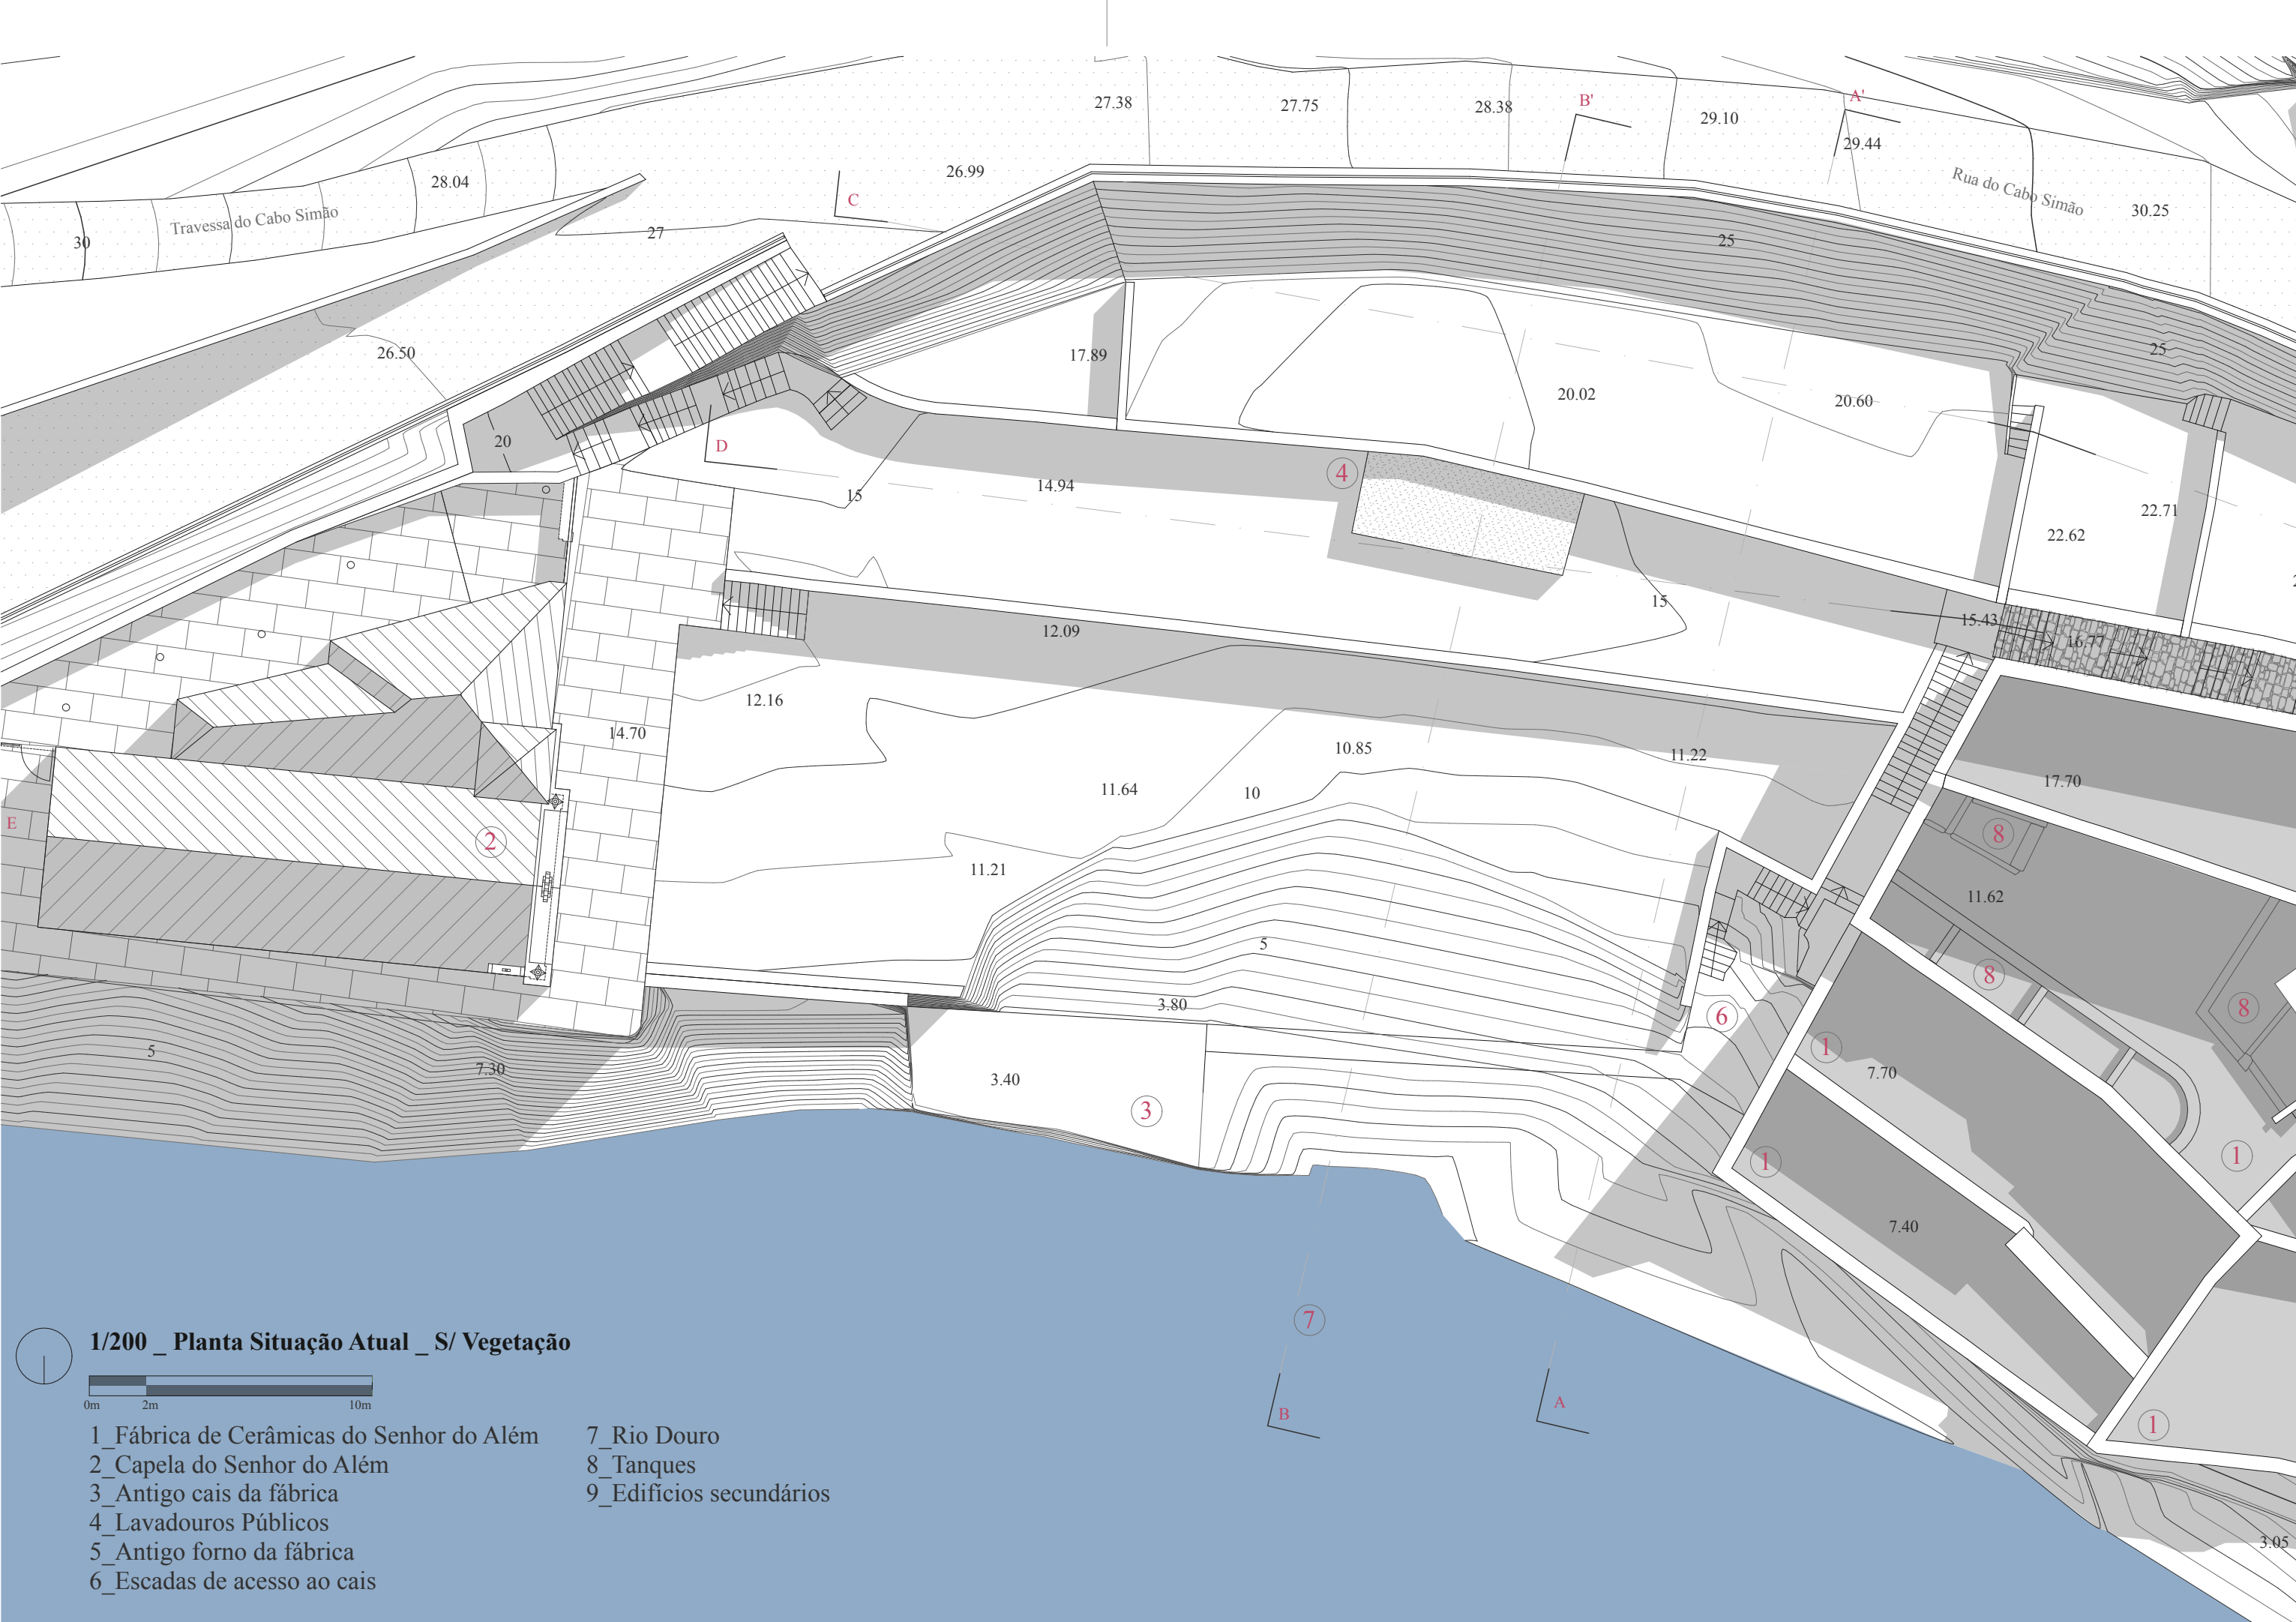 27.38
27.75
28.38
B'
29.10
A'
29.44
Rua do Cabo Simão
30.25
26.99
28.04
Travessa do Cabo Simão
30
C
27
25
25
26.50
17.89
20.02
20.60
20
D
15
14.94
4
22.71
22.62
15
15.43
16.77
12.09
12.16
14.70
10.85
11.22
11.64
10
17.70
8
E
2
11.21
11.62
5
8
8
3.80
6
1
5
7.30
3.40
3
7.70
1
1
7.40
7
B
A
1
3.05
1/200 _ Planta Situação Atual _ S/ Vegetação
0m 2m 10m
1_Fábrica de Cerâmicas do Senhor do Além
2_Capela do Senhor do Além
3_Antigo cais da fábrica
4_Lavadouros Públicos
5_Antigo forno da fábrica
6_Escadas de acesso ao cais
7_Rio Douro
8_Tanques
9_Edifícios secundários